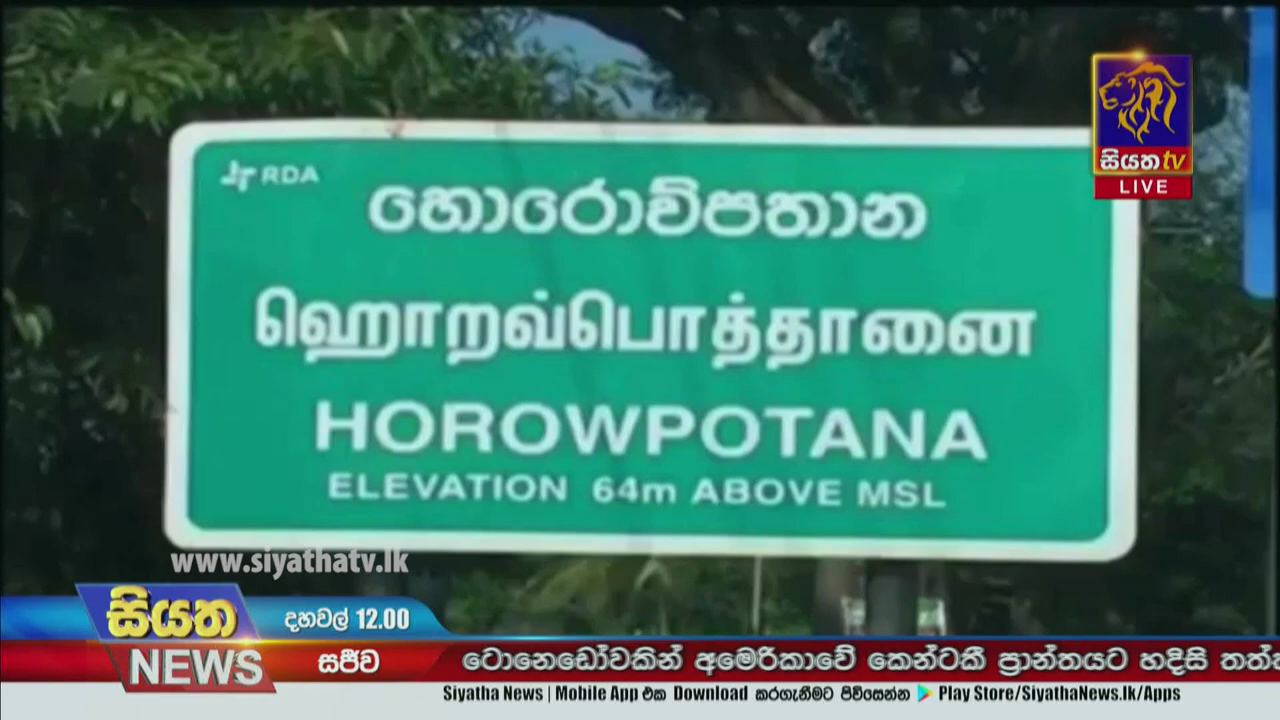 RDA
හොරොව්පතාන
ஹொறவ்பொத்தானை
HOROWPOTANA
ELEVATION 64m ABOVE MSL
සියත tv
LIVE
www.siyathatv.lk
සියත
NEWS
දහවල් 12.00
සජීව
ටොනෙඩෝවකින් අමෙරිකාවේ කෙන්ටකී ප්‍රාන්තයට හදිසි
Siyatha News | Mobile App එක Download කරගැනීමට පිවිසෙන්න Play Store/SiyathaNews.lk/Apps